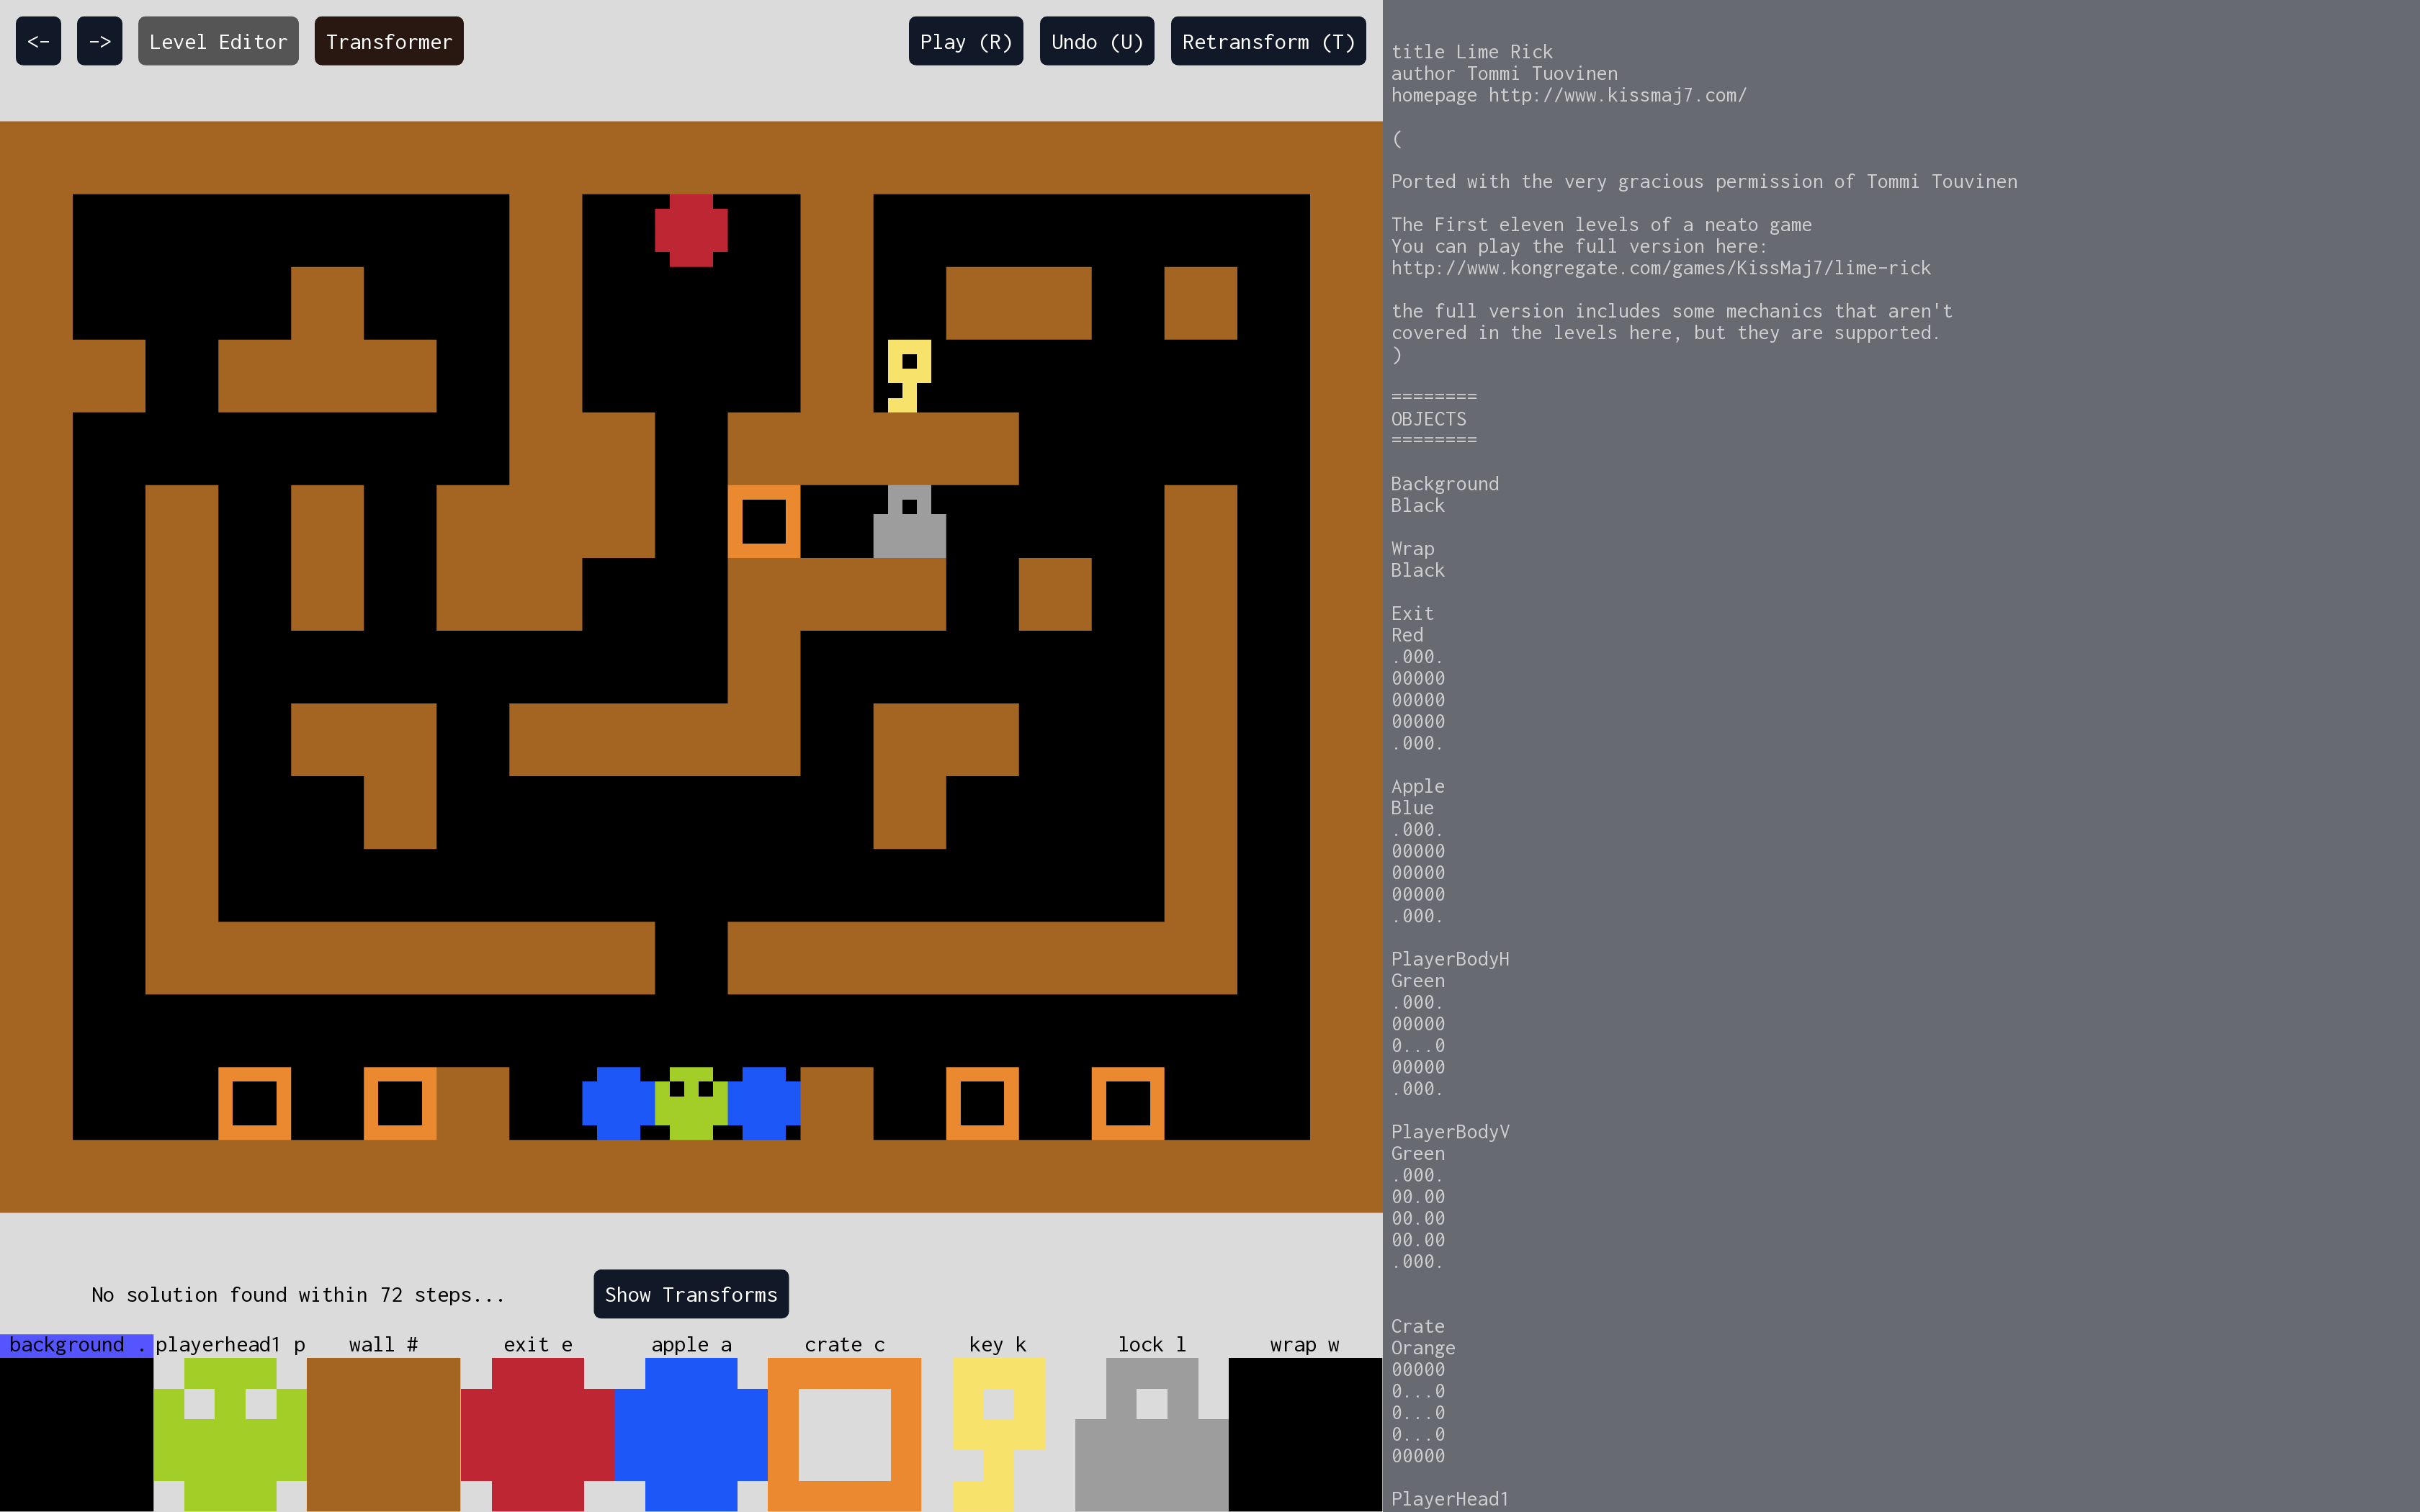 <- -> Level Editor Transformer Play (R) Undo (U) Retransform (T)
No solution found within 72 steps... Show Transforms
background . playerhead1 p wall # exit e apple a crate c key k lock l wrap w
title Lime Rick
author Tommi Tuovinen
homepage http://www.kissmaj7.com/
(
Ported with the very gracious permission of Tommi Touvinen
The First eleven levels of a neato game
You can play the full version here:
http://www.kongregate.com/games/KissMaj7/lime-rick
the full version includes some mechanics that aren't
covered in the levels here, but they are supported.
)
========
OBJECTS
========
Background
Black
Wrap
Black
Exit
Red
.000.
00000
00000
00000
.000.
Apple
Blue
.000.
00000
00000
00000
.000.
PlayerBodyH
Green
.000.
00000
0...0
00000
.000.
PlayerBodyV
Green
.000.
00.00
00.00
00.00
.000.
Crate
Orange
00000
0...0
0...0
0...0
00000
PlayerHead1